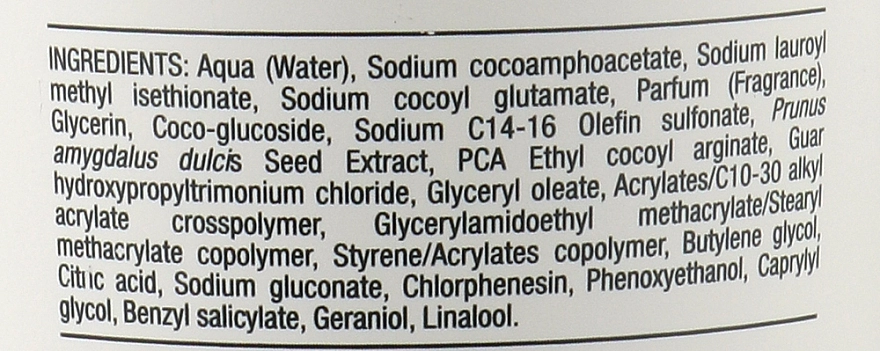 INGREDIENTS: Aqua (Water), Sodium cocoamphoacetate, Sodium lauroyl
methyl isethionate, Sodium cocoyl glutamate, Parfum (Fragrance),
Glycerin, Coco-glucoside, Sodium C14-16 Olefin sulfonate, Prunus
amygdalus dulcis Seed Extract, PCA Ethyl cocoyl arginate, Guar
hydroxypropyltrimonium chloride, Glyceryl oleate, Acrylates/C10-30 alkyl
acrylate crosspolymer, Glycerylamidoethyl methacrylate/Stearyl
methacrylate copolymer, Styrene/Acrylates copolymer, Butylene glycol,
Citric acid, Sodium gluconate, Chlorphenesin, Phenoxyethanol, Caprylyl
glycol, Benzyl salicylate, Geraniol, Linalool.